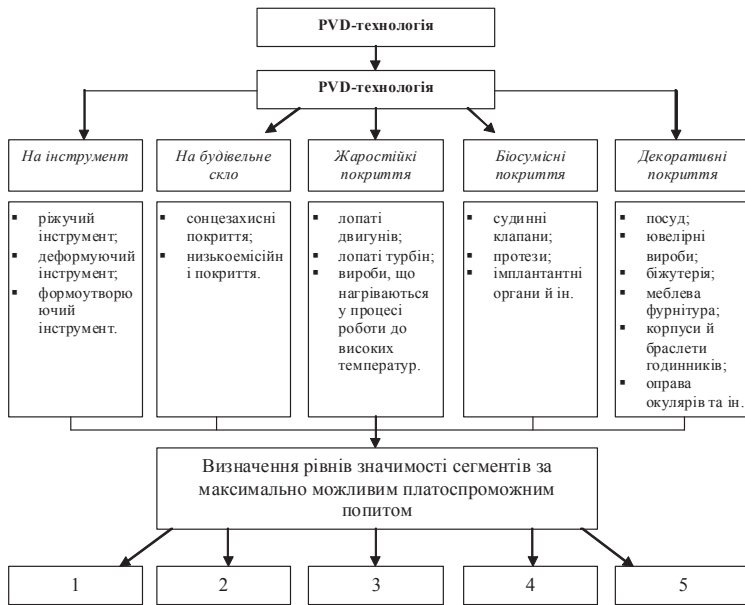 PVD-технологія
PVD-технологія
На інструмент
На будівельне
скло
Жаростійкі
покриття
Біосумісні
покриття
Декоративні
покриття
▪ ріжучий
інструмент;
▪ деформуючий
інструмент;
▪ формоутворю
ючий
інструмент.
▪ сонцезахисні
покриття;
▪ низькоемісійн
і покриття.
▪ лопаті
двигунів;
▪ лопаті турбін;
▪ вироби, що
нагріваються
у процесі
роботи до
високих
температур.
▪ судинні
клапани;
▪ протези;
▪ імплантантні
органи й ін.
▪ посуд;
▪ ювелірні
вироби;
▪ біжутерія;
▪ меблева
фурнітура;
▪ корпуси й
браслети
годинників;
▪ оправа
окулярів та ін.
Визначення рівнів значимості сегментів за
максимально можливим платоспроможним
попитом
1
2
3
4
5